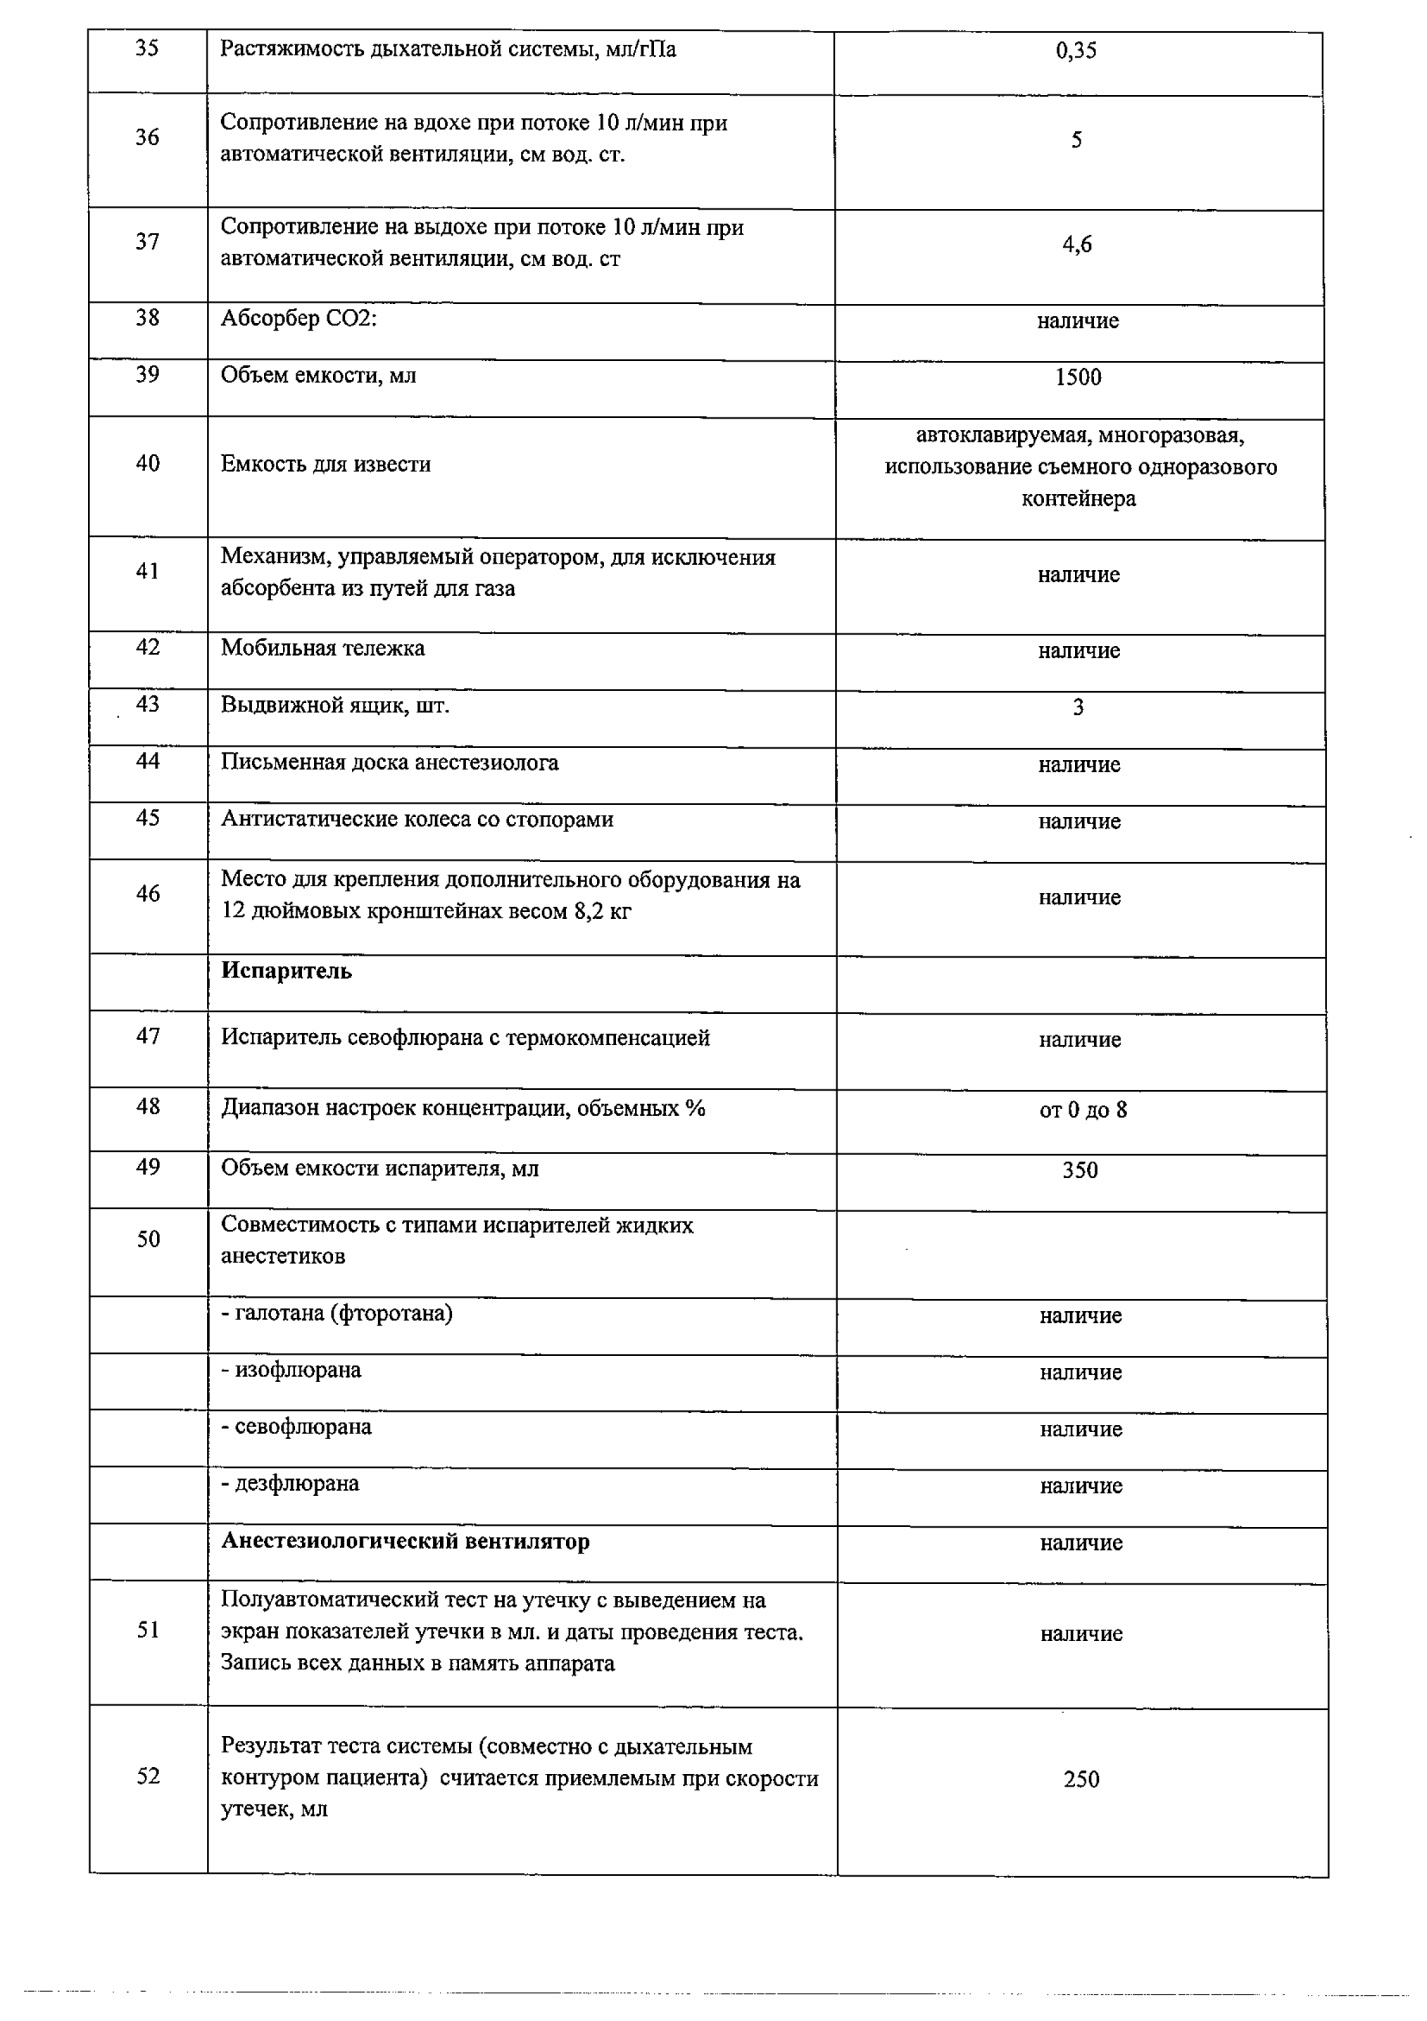 35 Растяжимость дыхательной системы, мл/гПа 0,35
Сопротивление на вдохе при потоке 10 л/мин при
36 5
автоматической вентиляции, см вод. ст.
Сопротивление на выдохе при потоке 10 л/мин при
37 4,6
автоматической вентиляции, см вод. ст
38 Абсорбер СО2: наличие
39 Объем емкости, мл 1500
автоклавируемая, многоразовая,
40 Емкость для извести использование съемного одноразового
контейнера
Механизм, управляемый оператором, для исключения
41 наличие
абсорбента из путей для газа
42 Мобильная тележка наличие
43 Выдвижной ящик, шт. 3
44 Письменная доска анестезиолога наличие
45 Антистатические колеса со стопорами наличие
Место для крепления дополнительного оборудования на
46 наличие
12 дюймовых кронштейнах весом 8,2 кг
Испаритель
47 Испаритель севофлюрана с термокомпенсацией наличие
48 Диапазон настроек концентрации, объемных % от 0 до 8
49 Объем емкости испарителя, мл 350
Совместимость с типами испарителей жидких
50
анестетиков
- галотана (фторотана) наличие
- изофлюрана наличие
- севофлюрана наличие
- дезфлюрана наличие
Анестезиологический вентилятор наличие
Полуавтоматический тест на утечку с выведением на
51 экран показателей утечки в мл. и даты проведения теста. наличие
Запись всех данных в память аппарата
Результат теста системы (совместно с дыхательным
52 контуром пациента) считается приемлемым при скорости 250
утечек, мл